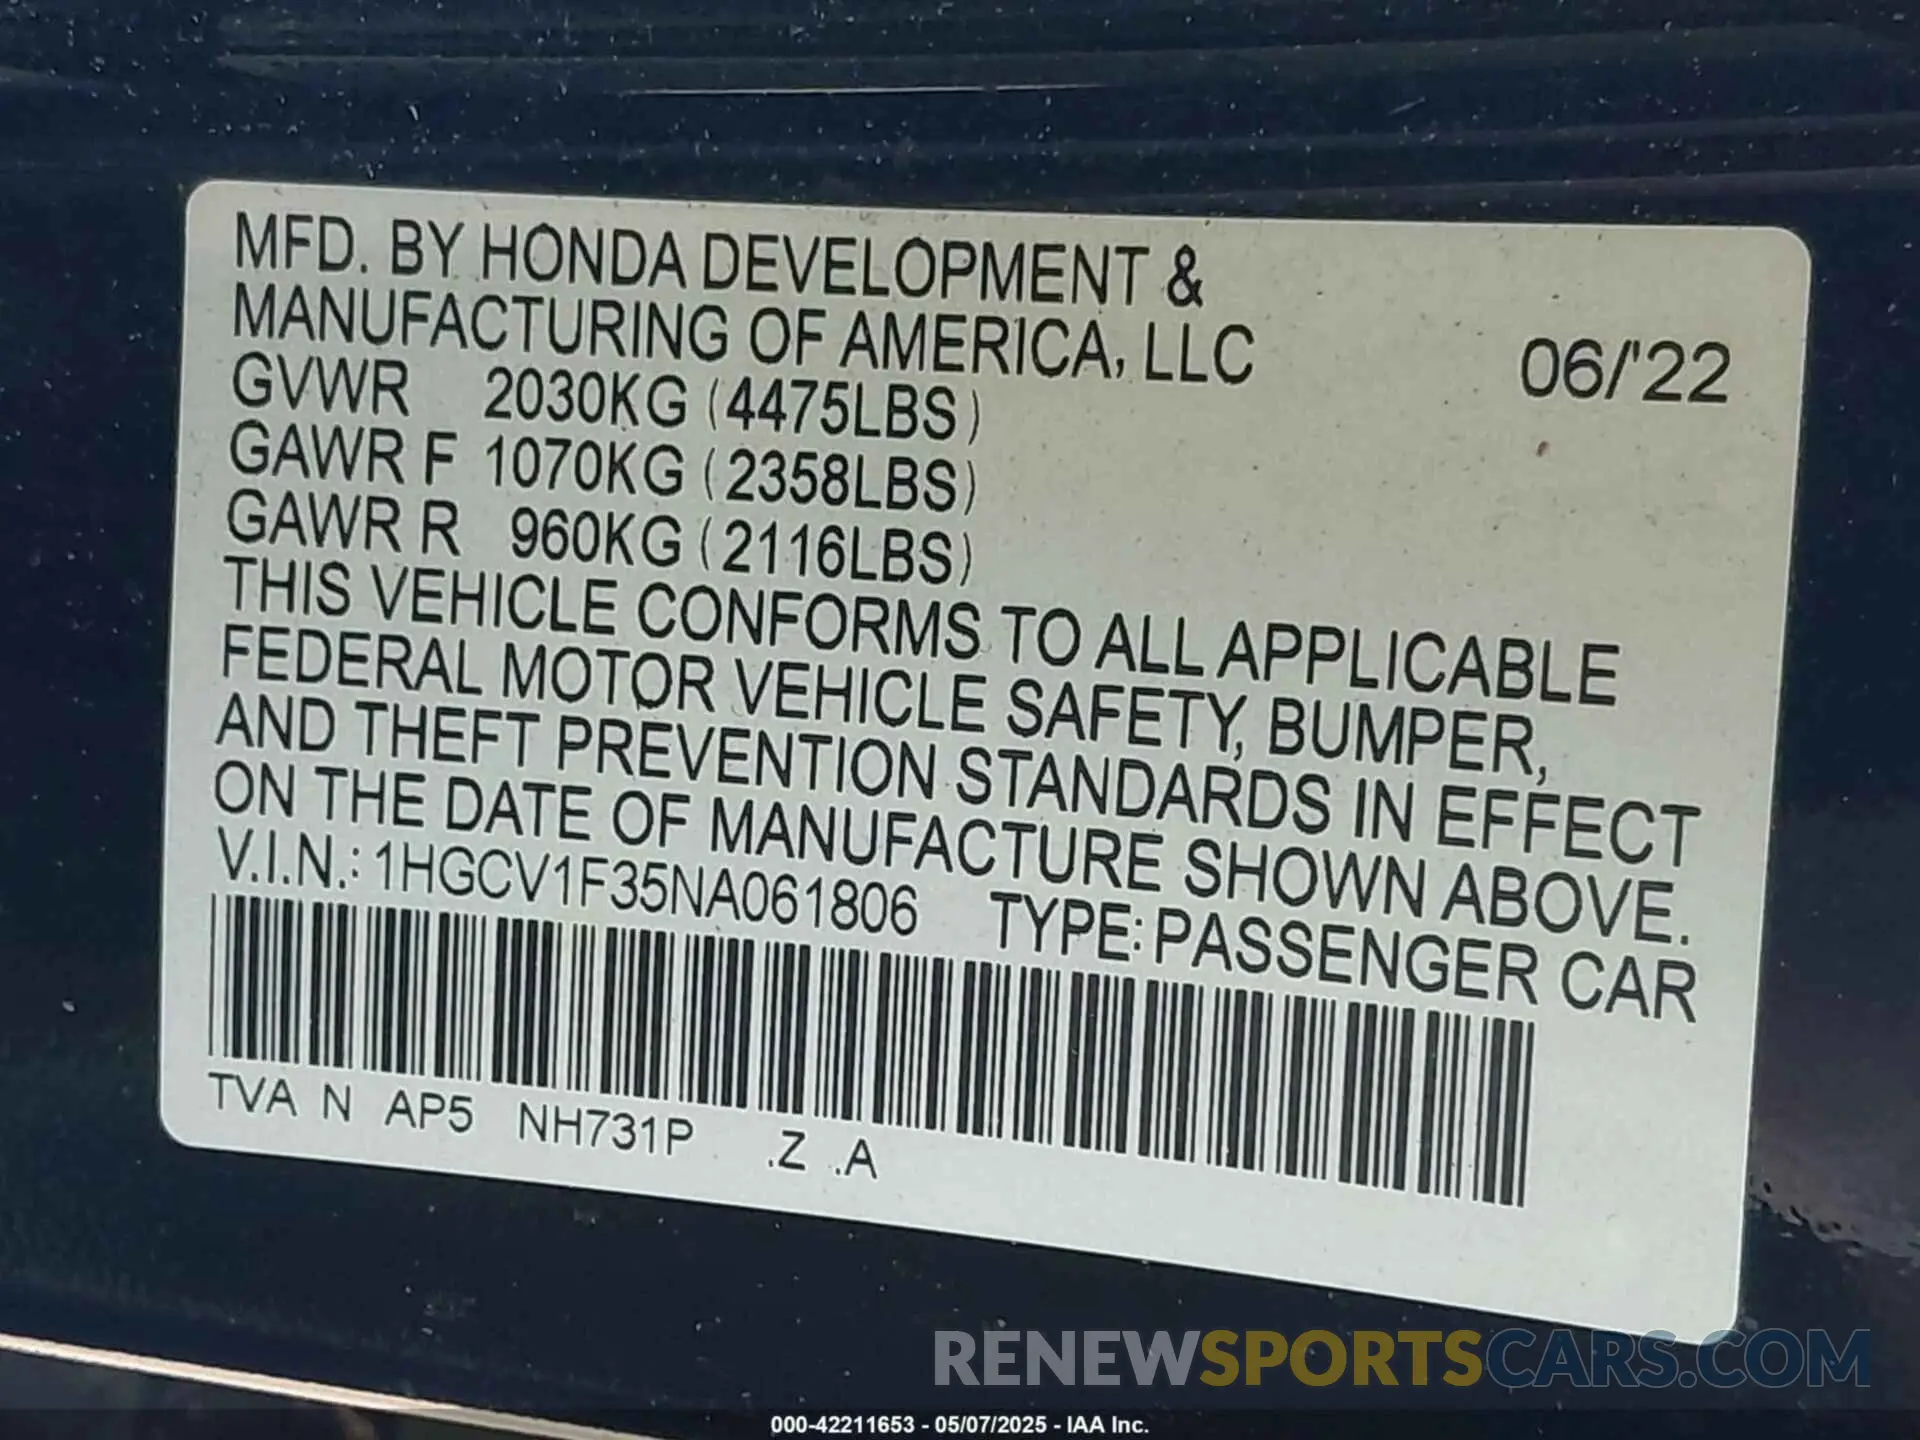 MFD. BY HONDA DEVELOPMENT &
MANUFACTURING OF AMERICA, LLC 06/'22
GVWR 2030KG (4475LBS)
GAWR F 1070KG (2358LBS)
GAWR R 960KG (2116LBS)
THIS VEHICLE CONFORMS TO ALL APPLICABLE
FEDERAL MOTOR VEHICLE SAFETY, BUMPER,
AND THEFT PREVENTION STANDARDS IN EFFECT
ON THE DATE OF MANUFACTURE SHOWN ABOVE.
V.I.N.: 1HGCV1F35NA061806 TYPE: PASSENGER CAR
TVA N AP5 NH731P .Z .A
RENEWSPORTSCARS.COM
000-42211653 - 05/07/2025 - IAA Inc.